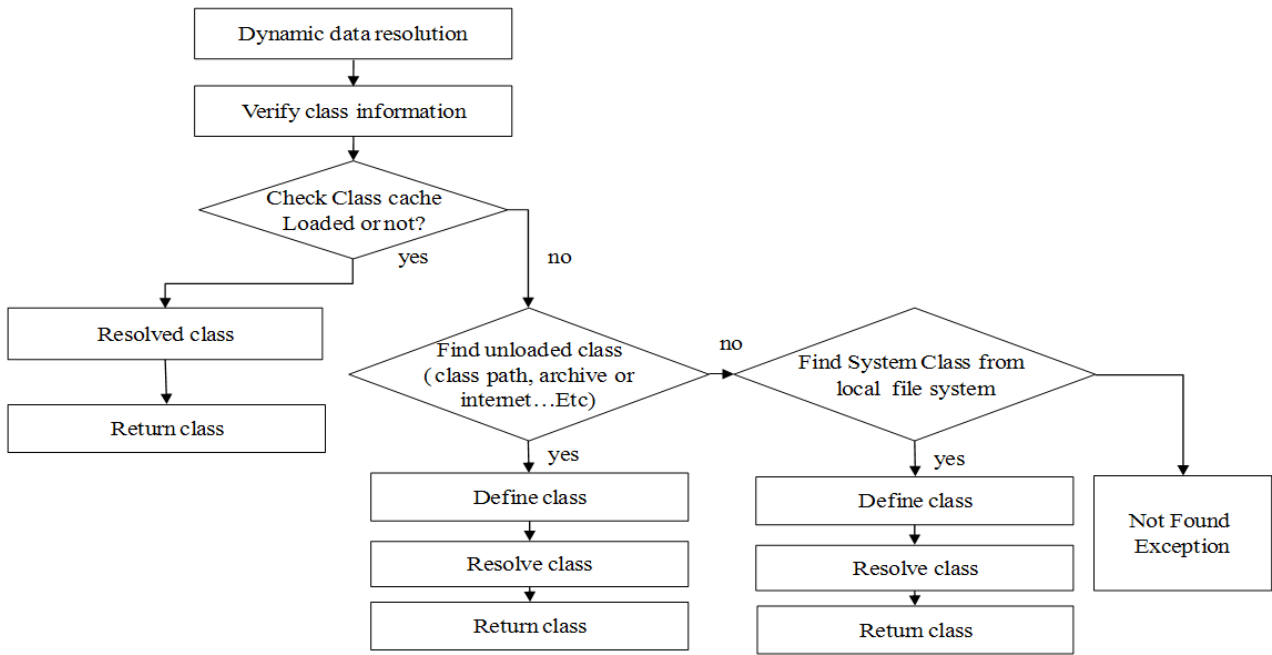 Dynamic data resolution
Verify class information
Check Class cache
Loaded or not?
yes
no
Resolved class
Return class
Find unloaded class
( class path, archive or
internet…Etc)
no
Find System Class from
local file system
yes
Define class
Resolve class
Return class
yes
Define class
Resolve class
Return class
Not Found
Exception